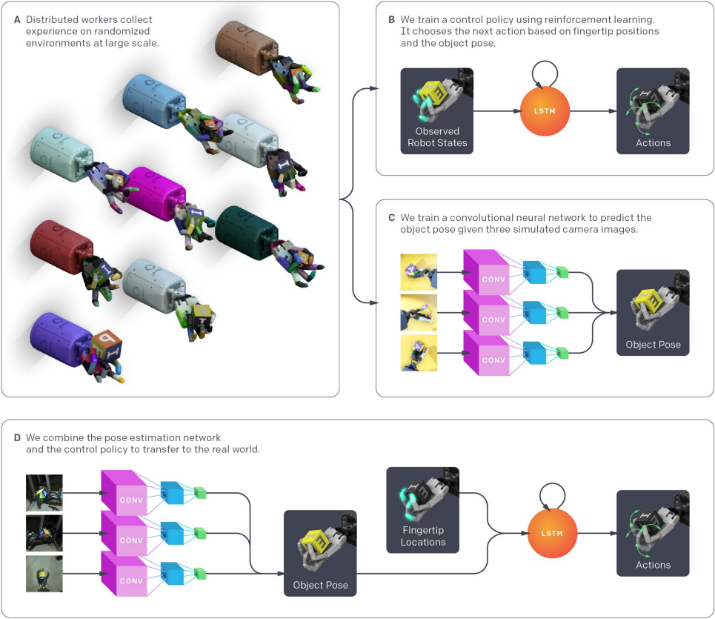 A Distributed workers collect
experience on randomized
environments at large scale.
B We train a control policy using reinforcement learning.
It chooses the next action based on fingertip positions
and the object pose.
Observed
Robot States
LSTM
Actions
C We train a convolutional neural network to predict the
object pose given three simulated camera images.
CONV
CONV
CONV
Object Pose
D We combine the pose estimation network
and the control policy to transfer to the real world.
CONV
CONV
CONV
Object Pose
Fingertip
Locations
LSTM
Actions